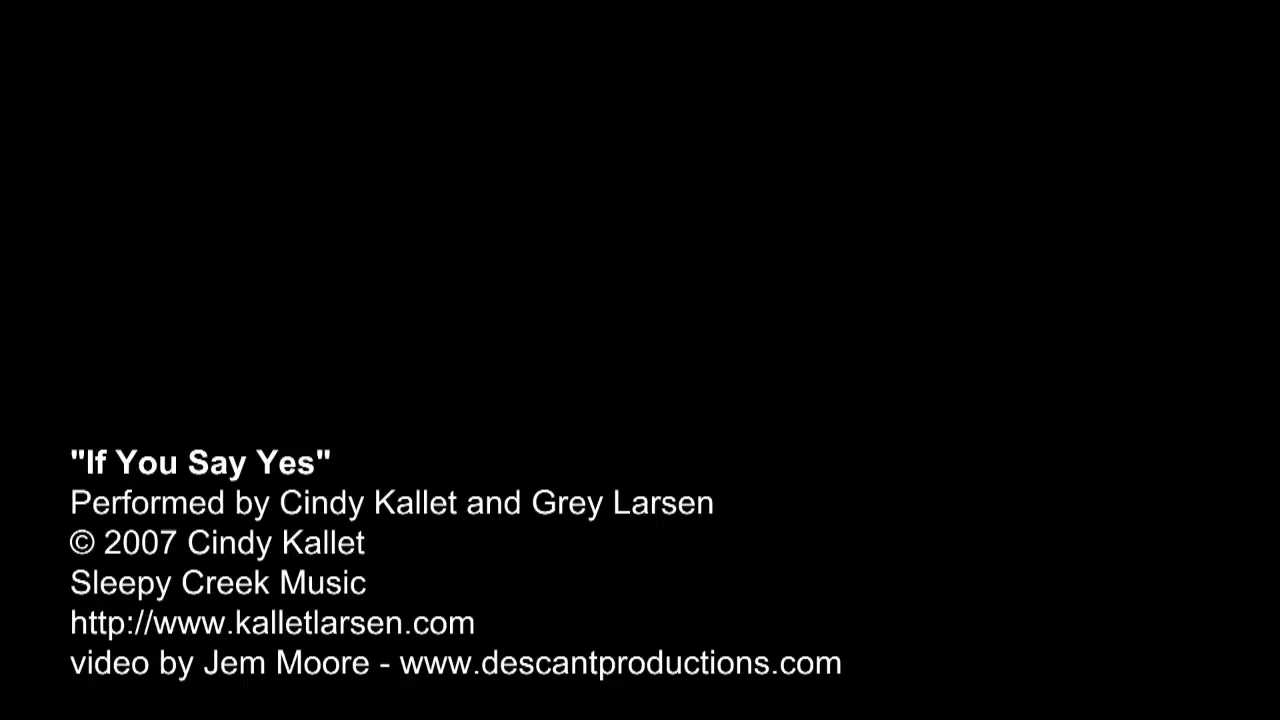 "If You Say Yes"
Performed by Cindy Kallet and Grey Larsen
© 2007 Cindy Kallet
Sleepy Creek Music
http://www.kalletlarsen.com
video by Jem Moore - www.descantproductions.com